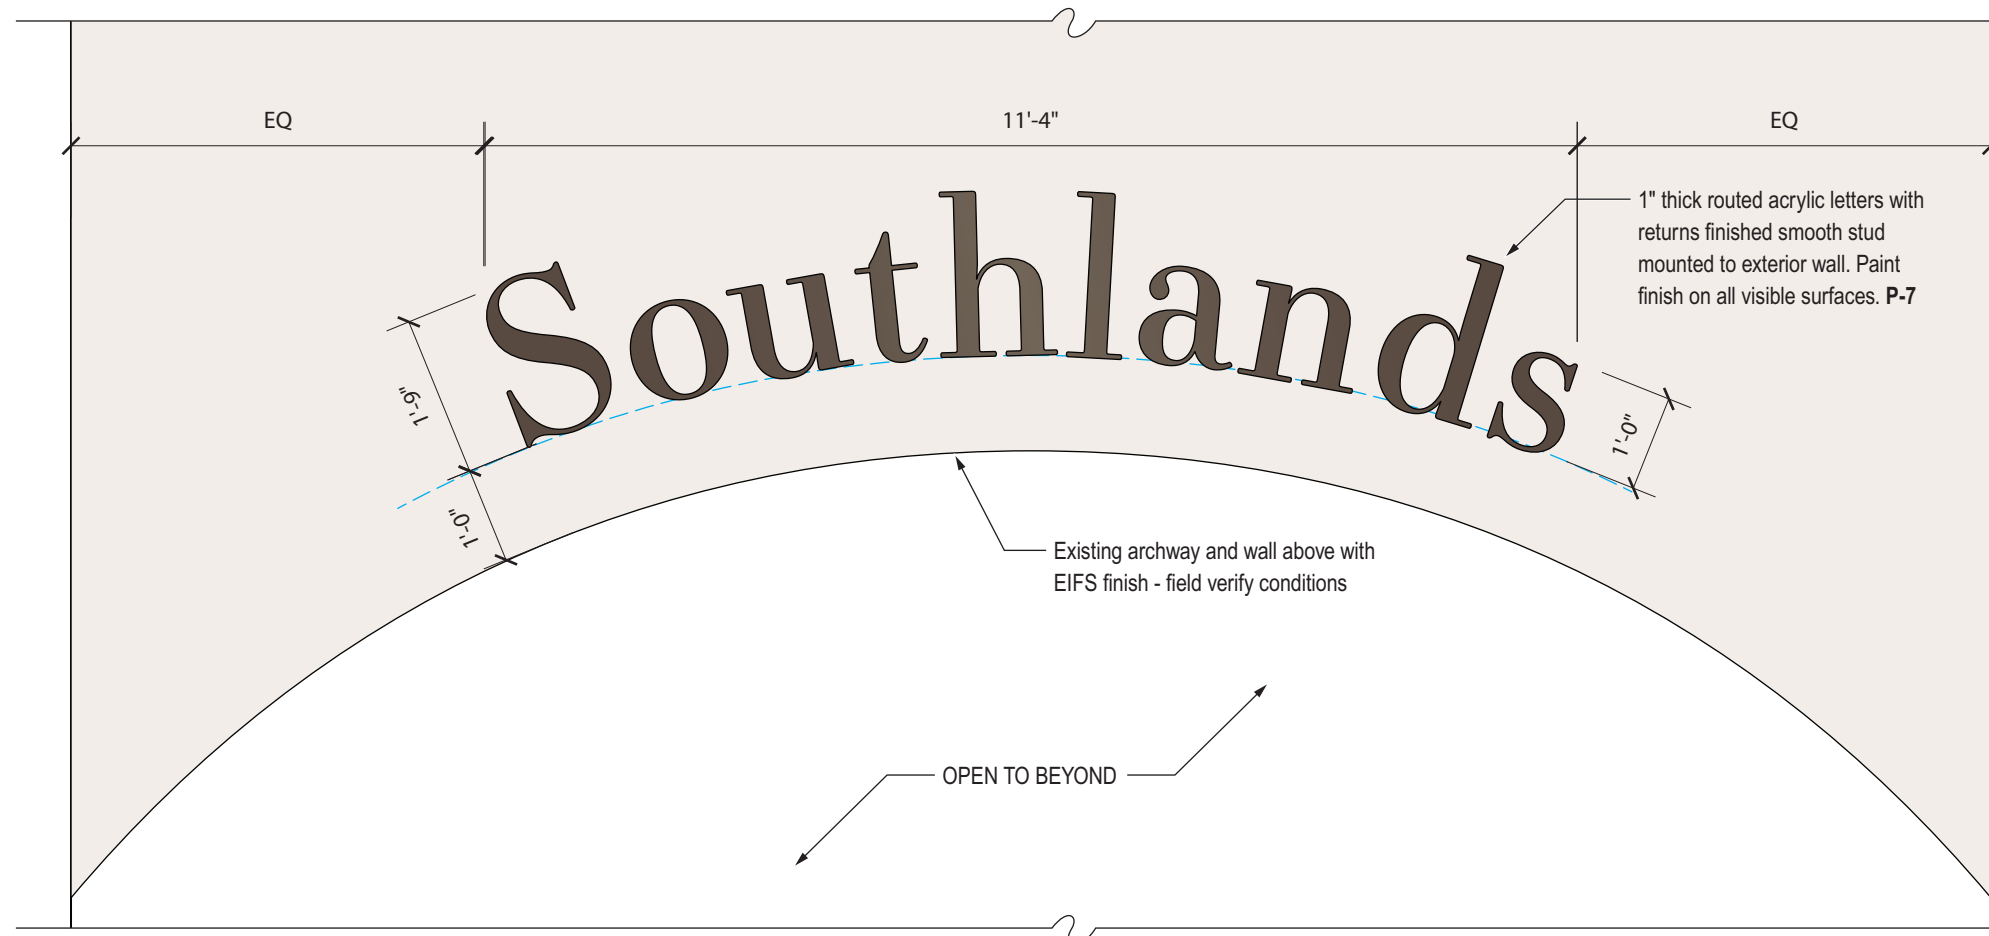 EQ
11'-4"
EQ
1" thick routed acrylic letters with
returns finished smooth stud
mounted to exterior wall. Paint
finish on all visible surfaces. P-7
Southlands
1'-9"
1'-0"
1'-0"
Existing archway and wall above with
EIFS finish - field verify conditions
OPEN TO BEYOND